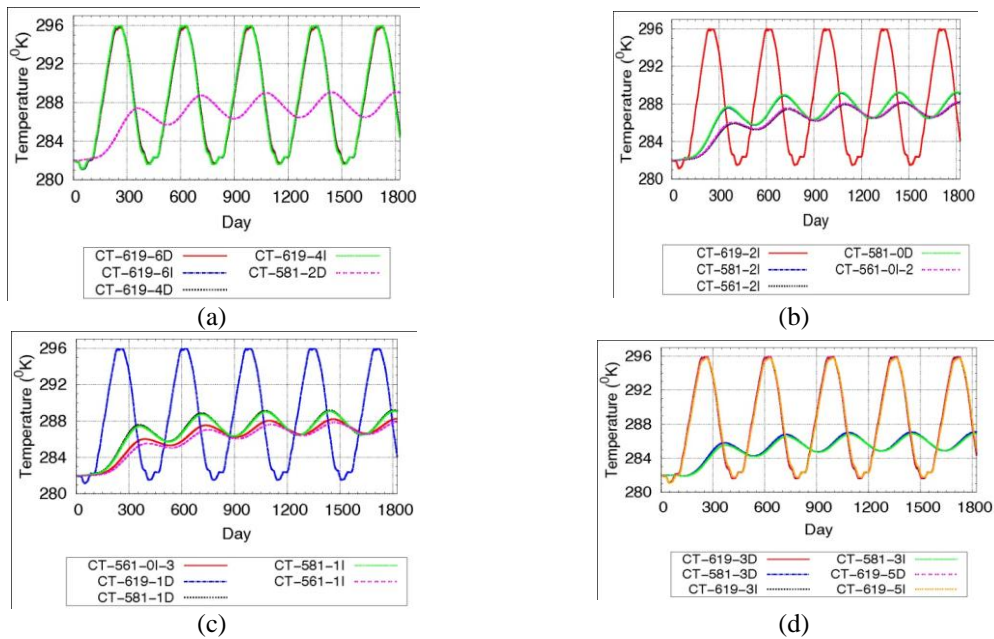 296
292
288
284
280
Temperature (⁰K)
0 300 600 900 1200 1500 1800
Day
CT-619-6D CT-619-4I
CT-619-6I CT-581-2D
CT-619-4D
(a)
296
292
288
284
280
Temperature (⁰K)
0 300 600 900 1200 1500 1800
Day
CT-619-2I CT-581-0D
CT-581-2I CT-561-0I-2
CT-561-2I
(b)
296
292
288
284
280
Temperature (⁰K)
0 300 600 900 1200 1500 1800
Day
CT-561-0I-3 CT-581-1I
CT-619-1D CT-561-1I
CT-581-1D
(c)
296
292
288
284
280
Temperature (⁰K)
0 300 600 900 1200 1500 1800
Day
CT-619-3D CT-581-3I
CT-581-3D CT-619-5D
CT-619-3I CT-619-5I
(d)